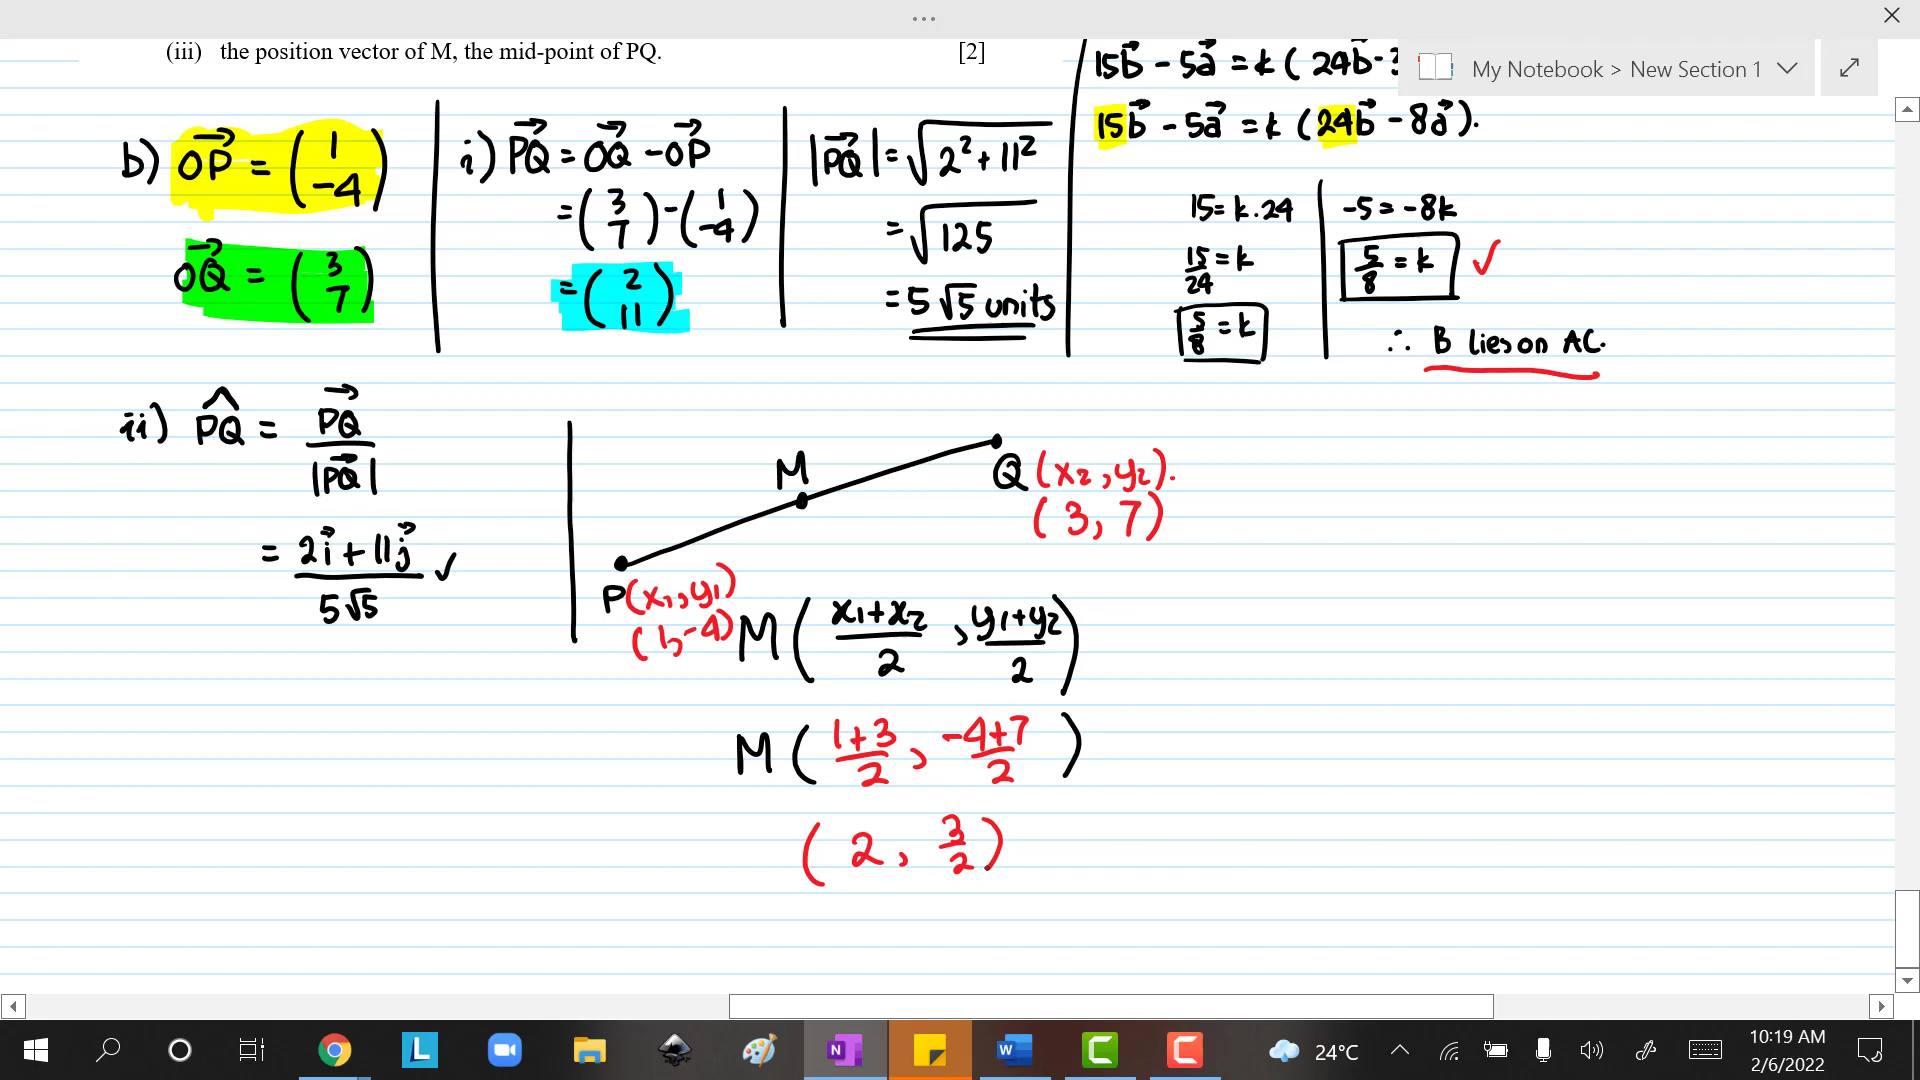 (iii) the position vector of M, the mid-point of PQ. [2]
My Notebook > New Section 1
15b⃗ - 5a⃗ = k ( 24b⃗ - 3
15b⃗ - 5a⃗ = k ( 24b⃗ - 8a⃗ ).
15 = k.24
15/24 = k
5/8 = k
-5 = -8k
5/8 = k ✓
∴ B lies on AC.
b) OP⃗ = ( 1 -4 )
OQ⃗ = ( 3 7 )
i) PQ⃗ = OQ⃗ - OP⃗
= ( 3 7 ) - ( 1 -4 )
= ( 2 11 )
|PQ⃗| = √2² + 11²
= √125
= 5√5 units
ii) P̂Q = PQ⃗ / |PQ⃗|
= 2i⃗ + 11j⃗ / 5√5 ✓
M
Q (x₂, y₂).
(3, 7)
P (x₁, y₁)
(1, -4)
M ( x₁+x₂ / 2 , y₁+y₂ / 2 )
M ( 1+3 / 2 , -4+7 / 2 )
( 2 , 3/2 )
L
N
W
24°C
10:19 AM
2/6/2022